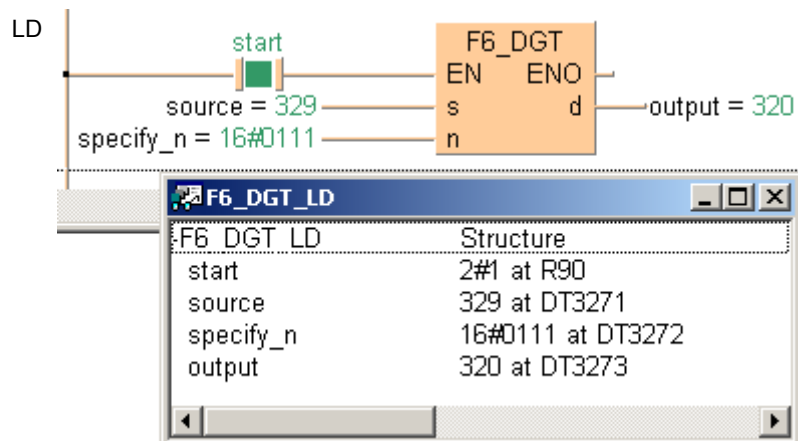 LD
start
F6_DGT
EN ENO
source = 329 s d output = 320
specify_n = 16#0111 n
F6_DGT_LD
-F6_DGT_LD Structure
start 2#1 at R90
source 329 at DT3271
specify_n 16#0111 at DT3272
output 320 at DT3273